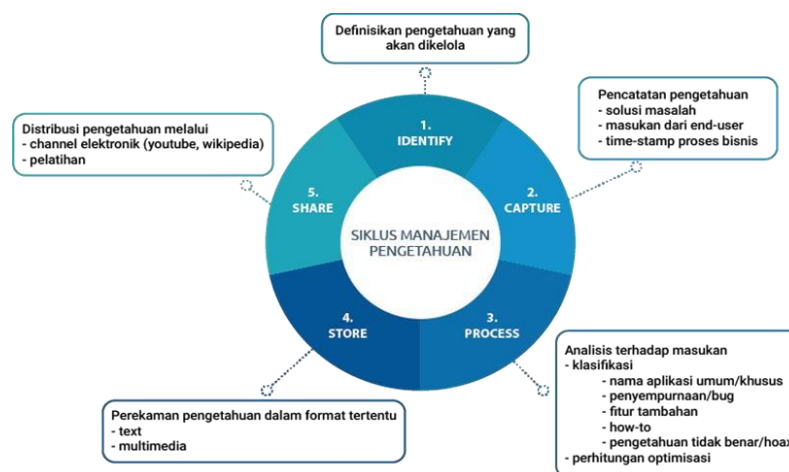 Definisikan pengetahuan yang
akan dikelola
Pencatatan pengetahuan
- solusi masalah
- masukan dari end-user
- time-stamp proses bisnis
Distribusi pengetahuan melalui
- channel elektronik (youtube, wikipedia)
- pelatihan
1.
IDENTIFY
2.
CAPTURE
3.
PROCESS
4.
STORE
5.
SHARE
SIKLUS MANAJEMEN
PENGETAHUAN
Analisis terhadap masukan
- klasifikasi
- nama aplikasi umum/khusus
- penyempurnaan/bug
- fitur tambahan
- how-to
- pengetahuan tidak benar/hoax
- perhitungan optimisasi
Perekaman pengetahuan dalam format tertentu
- text
- multimedia